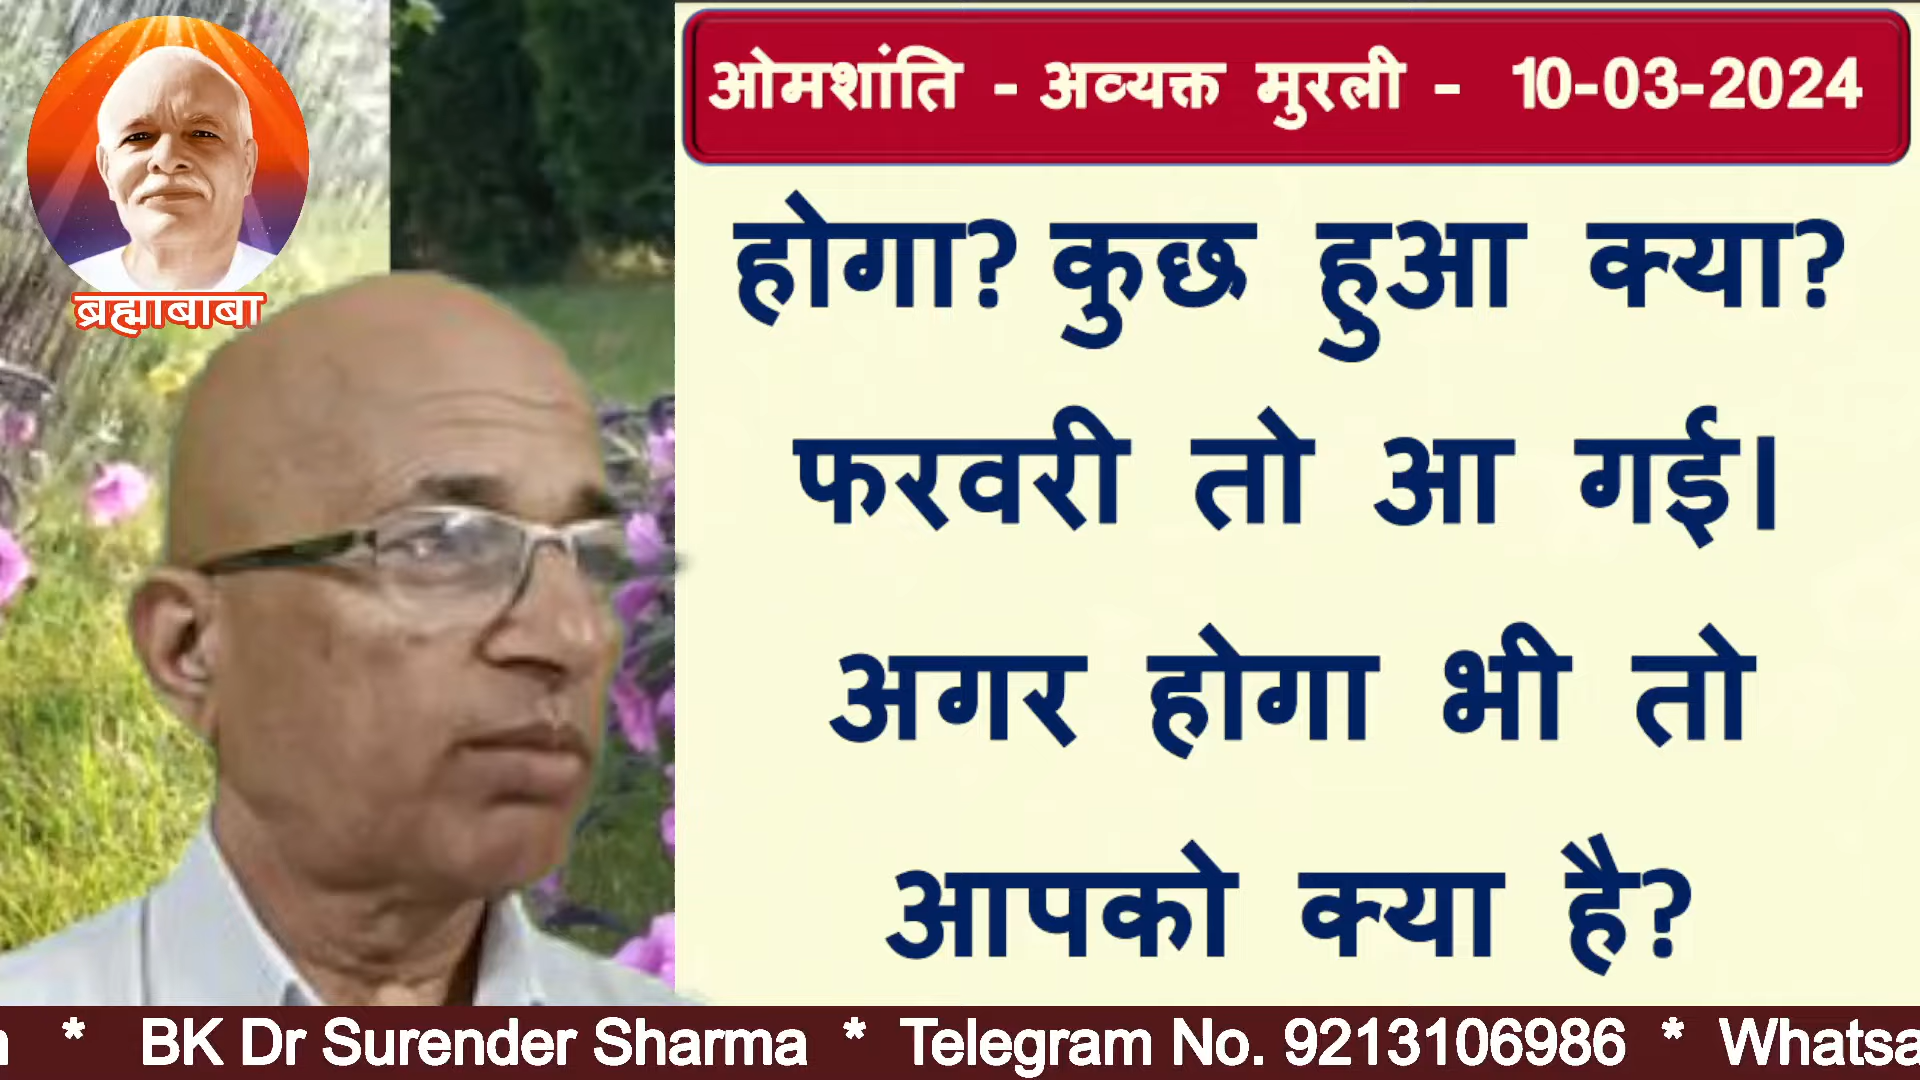 ओमशांति - अव्यक्त मुरली - 10-03-2024
ब्रह्माबाबा
होगा? कुछ हुआ क्या?
फरवरी तो आ गई।
अगर होगा भी तो
आपको क्या है?
* BK Dr Surender Sharma * Telegram No. 9213106986 *